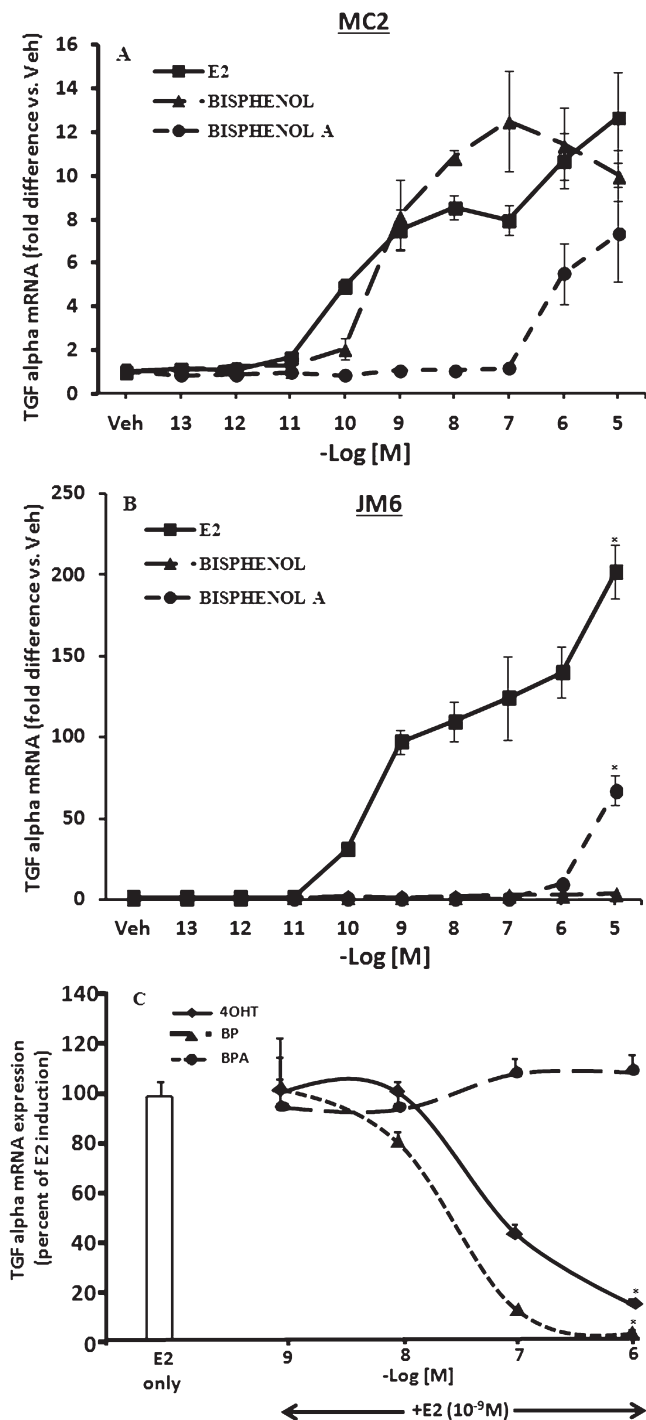 MC2
A
E2
BISPHENOL
BISPHENOL A
TGF alpha mRNA (fold difference vs. Veh)
16
14
12
10
8
6
4
2
0
Veh 13 12 11 10 9 8 7 6 5
-Log [M]
B
JM6
E2
BISPHENOL
BISPHENOL A
TGF alpha mRNA (fold difference vs. Veh)
250
200
150
100
50
0
*
*
Veh 13 12 11 10 9 8 7 6 5
-Log [M]
C
4OHT
BP
BPA
TGF alpha mRNA expression
(percent of E2 induction)
140
120
100
80
60
40
20
0
*
*
E2
only
9 8 7 6
-Log [M]
+E2 (10-9M)